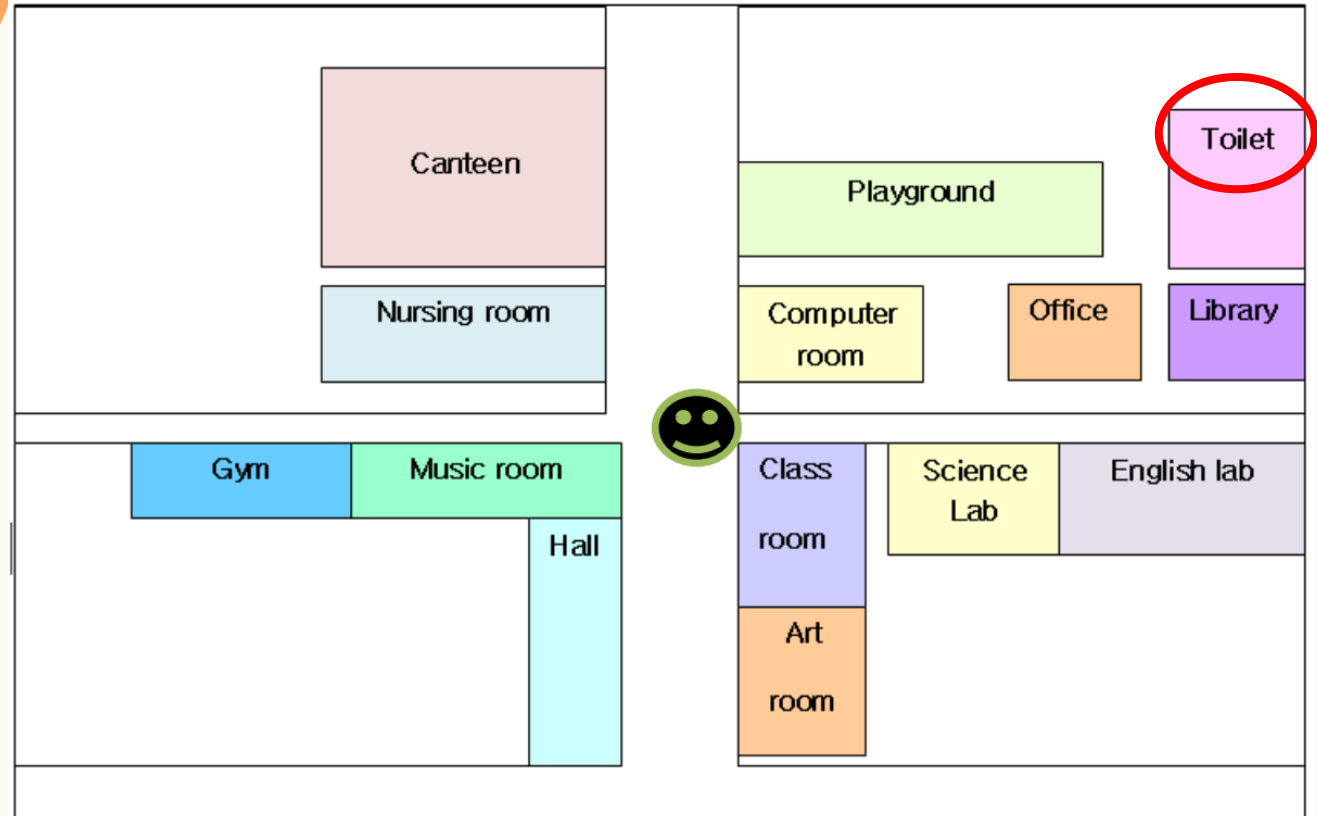 Canteen
Toilet
Playground
Nursing room
Computer
room
Office
Library
Gym
Music room
Class
room
Science
Lab
English lab
Hall
Art
room